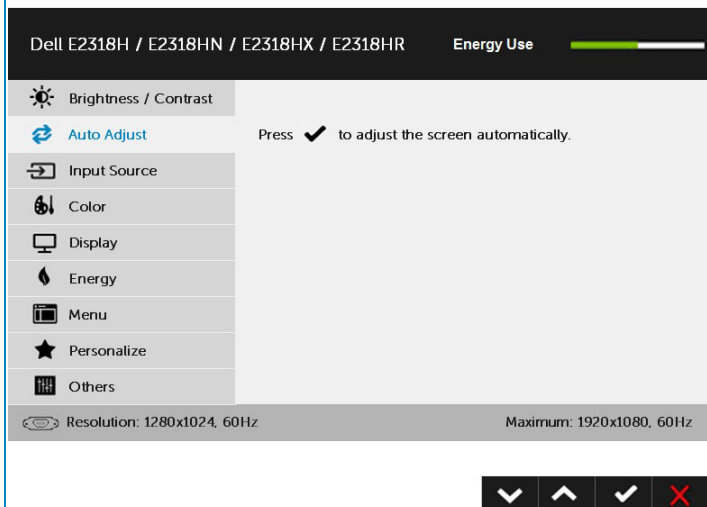 Dell E2318H / E2318HN / E2318HX / E2318HR Energy Use
Brightness / Contrast
Auto Adjust
Press ✔ to adjust the screen automatically.
Input Source
Color
Display
Energy
Menu
Personalize
Others
Resolution: 1280x1024, 60Hz Maximum: 1920x1080, 60Hz